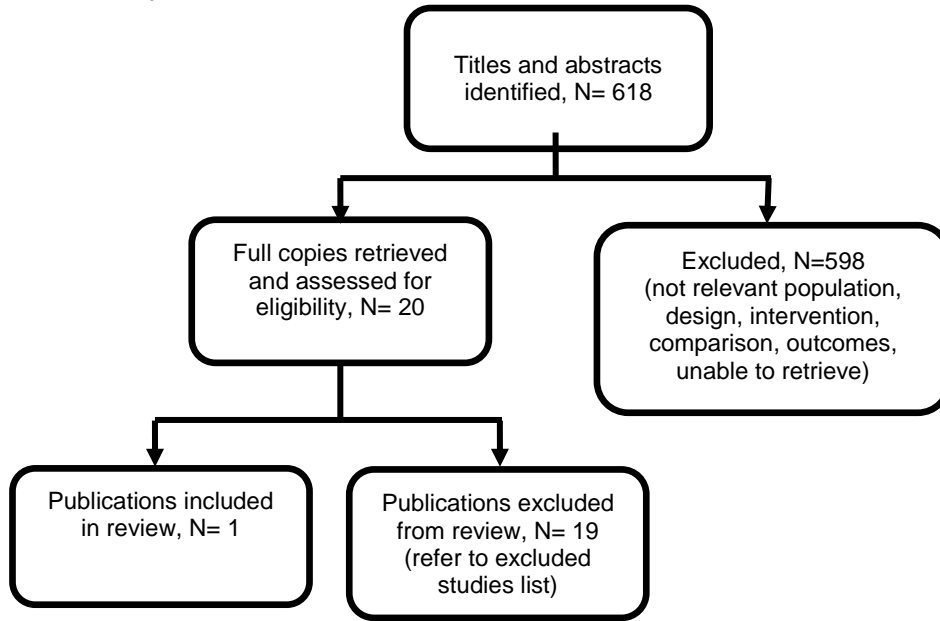 Titles and abstracts
identified, N= 618
Full copies retrieved
and assessed for
eligibility, N= 20
Excluded, N=598
(not relevant population,
design, intervention,
comparison, outcomes,
unable to retrieve)
Publications included
in review, N= 1
Publications excluded
from review, N= 19
(refer to excluded
studies list)